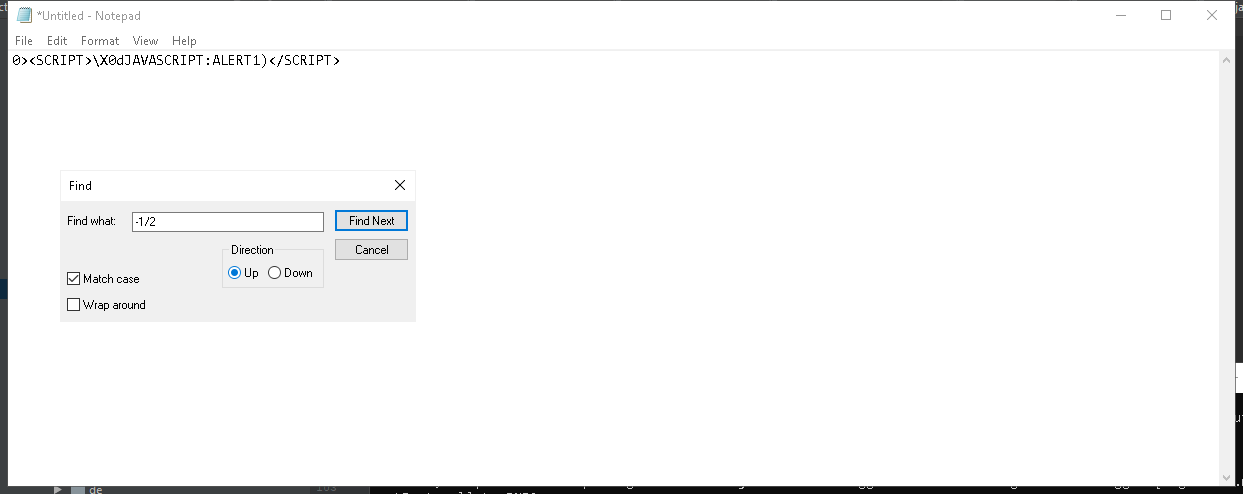 *Untitled - Notepad
File Edit Format View Help
0><SCRIPT>\X0dJAVASCRIPT:ALERT1)</SCRIPT>
Find
Find what: -1/2 Find Next
Direction Cancel
Up Down
Match case
Wrap around
de